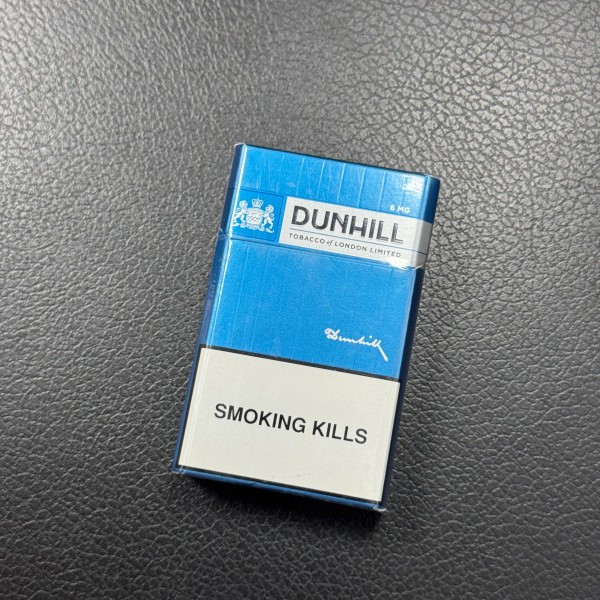 6 MG
DUNHILL
TOBACCO of LONDON LIMITED
Dunhill
SMOKING KILLS